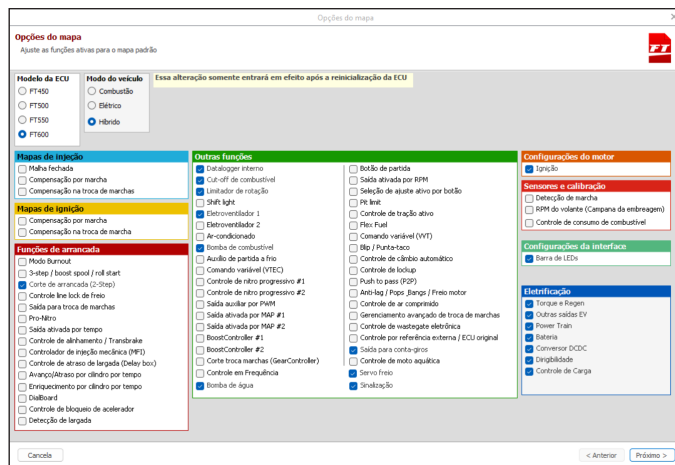 Opções do mapa
Opções do mapa
Ajuste as funções ativas para o mapa padrão
FT
Modelo da ECU
FT450
FT500
FT550
FT600
Modo do veículo
Combustão
Elétrico
Híbrido
Essa alteração somente entrará em efeito após a reinicialização da ECU
Mapas de injeção
Malha fechada
Compensação por marcha
Compensação na troca de marchas
Mapas de ignição
Compensação por marcha
Compensação na troca de marchas
Funções de arrancada
Modo Burnout
3-step / boost spool / roll start
Corte de arrancada (2-Step)
Controle line lock de freio
Saída para troca de marchas
Pro-Nitro
Saída ativada por tempo
Controle de alinhamento / Transbrake
Controlador de injeção mecânica (MFI)
Controle de atraso de largada (Delay box)
Avanço/Atraso por cilindro por tempo
Enriquecimento por cilindro por tempo
DialBoard
Controle de bloqueio de acelerador
Detecção de largada
Outras funções
Datalogger interno
Cut-off de combustível
Limitador de rotação
Shift light
Eletroventilador 1
Eletroventilador 2
Ar-condicionado
Bomba de combustível
Auxílio de partida a frio
Comando variável (VTEC)
Controle de nitro progressivo #1
Controle de nitro progressivo #2
Saída auxiliar por PWM
Saída ativada por MAP #1
Saída ativada por MAP #2
BoostController #1
BoostController #2
Corte troca marchas (GearController)
Controle em Frequência
Bomba de água
Botão de partida
Saída ativada por RPM
Seleção de ajuste ativo por botão
Pit limit
Controle de tração ativo
Flex Fuel
Comando variável (VVT)
Blip / Punta-taco
Controle de câmbio automático
Controle de lockup
Push to pass (P2P)
Anti-lag / Pops_Bangs / Freio motor
Controle de ar comprimido
Gerenciamento avançado de troca de marchas
Controle de wastegate eletrônica
Controle por referência externa / ECU original
Saída para conta-giros
Controle de moto aquática
Servo freio
Sinalização
Configurações do motor
Ignição
Sensores e calibração
Detecção de marcha
RPM do volante (Campana da embreagem)
Controle de consumo de combustível
Configurações da interface
Barra de LEDs
Eletrificação
Torque e Regen
Outras saídas EV
Power Train
Bateria
Conversor DCDC
Dirigibilidade
Controle de Carga
Cancela
< Anterior
Próximo >